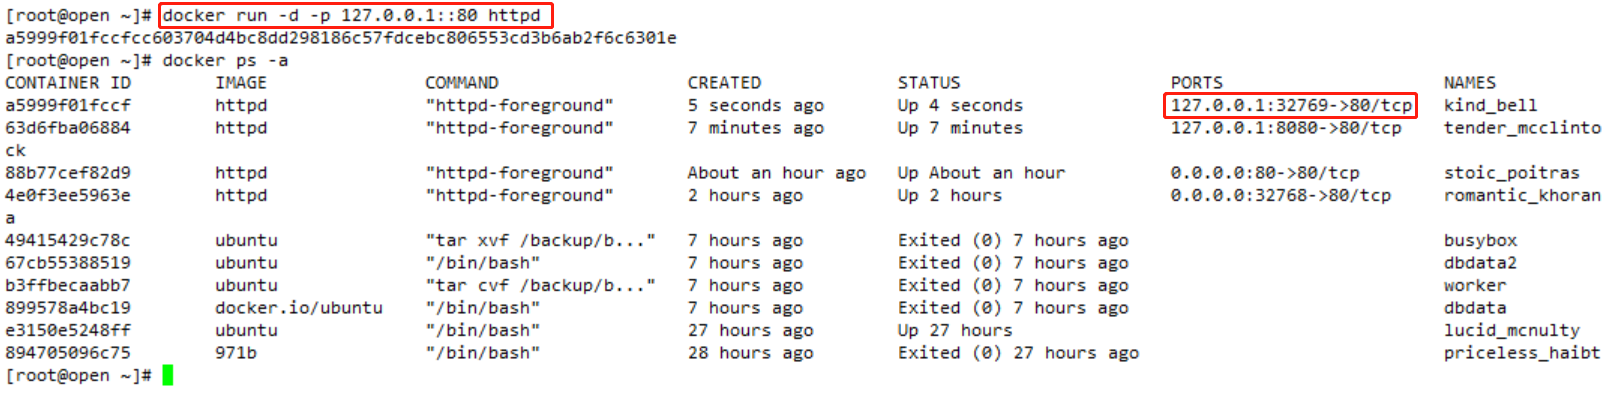 [root@open ~]# docker run -d -p 127.0.0.1::80 httpd
a5999f01fccfcc603704d4bc8dd298186c57fdcebc806553cd3b6ab2f6c6301e
[root@open ~]# docker ps -a
CONTAINER ID IMAGE COMMAND CREATED STATUS PORTS NAMES
a5999f01fccf httpd "httpd-foreground" 5 seconds ago Up 4 seconds 127.0.0.1:32769->80/tcp kind_bell
63d6fba06884 httpd "httpd-foreground" 7 minutes ago Up 7 minutes 127.0.0.1:8080->80/tcp tender_mcclinto
ck
88b77cef82d9 httpd "httpd-foreground" About an hour ago Up About an hour 0.0.0.0:80->80/tcp stoic_poitras
4e0f3ee5963e httpd "httpd-foreground" 2 hours ago Up 2 hours 0.0.0.0:32768->80/tcp romantic_khoran
a
49415429c78c ubuntu "tar xvf /backup/b..." 7 hours ago Exited (0) 7 hours ago busybox
67cb55388519 ubuntu "/bin/bash" 7 hours ago Exited (0) 7 hours ago dbdata2
b3ffbecaabb7 ubuntu "tar cvf /backup/b..." 7 hours ago Exited (0) 7 hours ago worker
899578a4bc19 docker.io/ubuntu "/bin/bash" 7 hours ago Exited (0) 7 hours ago dbdata
e3150e5248ff ubuntu "/bin/bash" 27 hours ago Up 27 hours lucid_mcnulty
894705096c75 971b "/bin/bash" 28 hours ago Exited (0) 27 hours ago priceless_haibt
[root@open ~]#